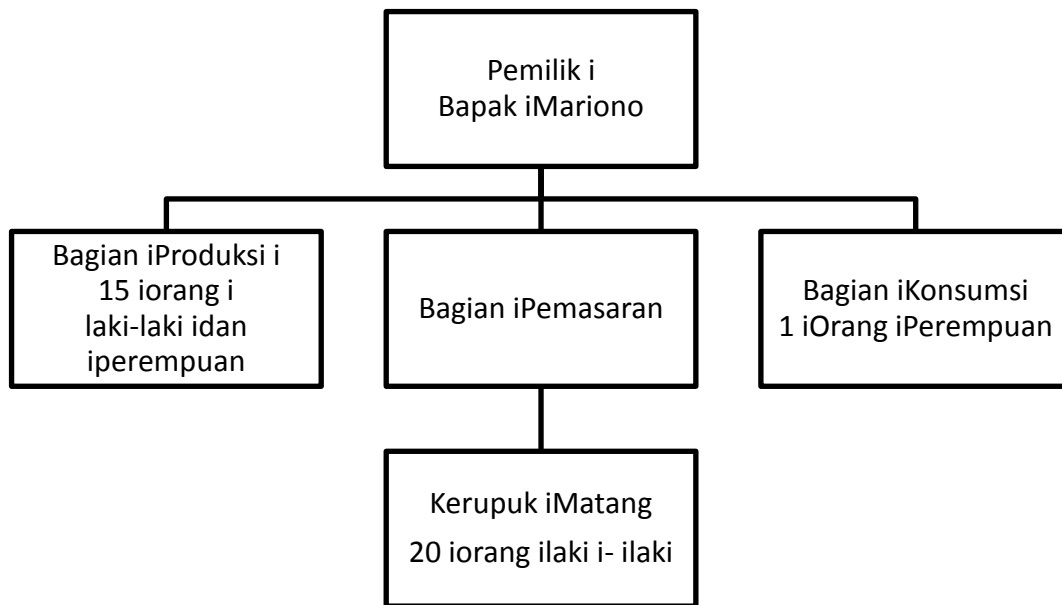 Pemilik i
Bapak iMariono
Bagian iProduksi i
15 iorang i
laki-laki idan
iperempuan
Bagian iPemasaran
Bagian iKonsumsi
1 iOrang iPerempuan
Kerupuk iMatang
20 iorang ilaki i- ilaki